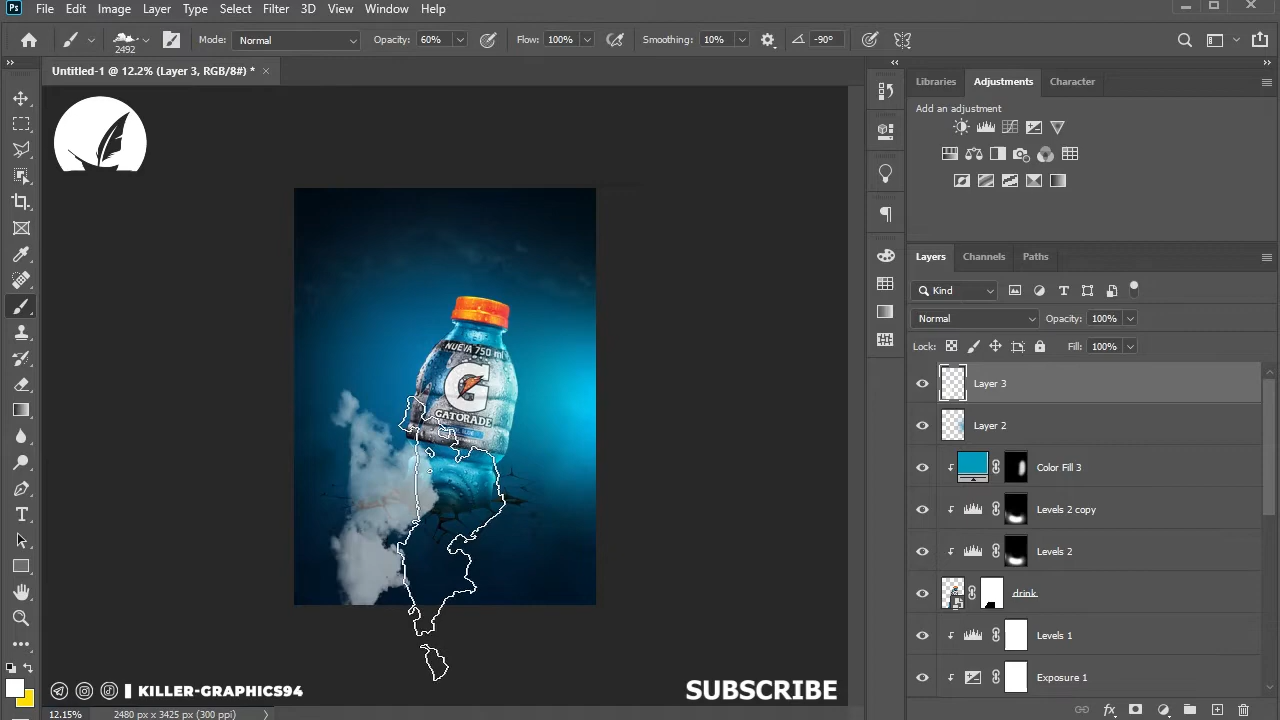 Ps File Edit Image Layer Type Select Filter 3D View Window Help
2492 Mode: Normal Opacity: 60% Flow: 100% Smoothing: 10% -90°
Untitled-1 @ 12.2% (Layer 3, RGB/8#) * ×
Libraries Adjustments Character
Add an adjustment
Layers Channels Paths
Kind
Normal Opacity: 100%
Lock: Fill: 100%
Layer 3
Layer 2
Color Fill 3
Levels 2 copy
Levels 2
drink
Levels 1
Exposure 1
fx
NUEVA 750 ml
G
GATORADE
KILLER-GRAPHICS94
SUBSCRIBE
12.15% 2480 px x 3425 px (300 ppi)